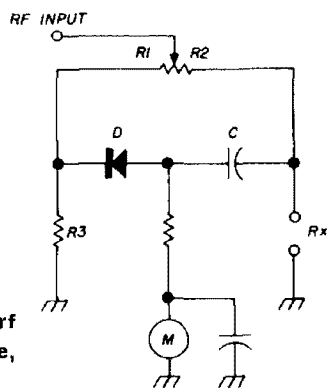 RF INPUT
R1 R2
D C
R3 Rx
M
rf
e,